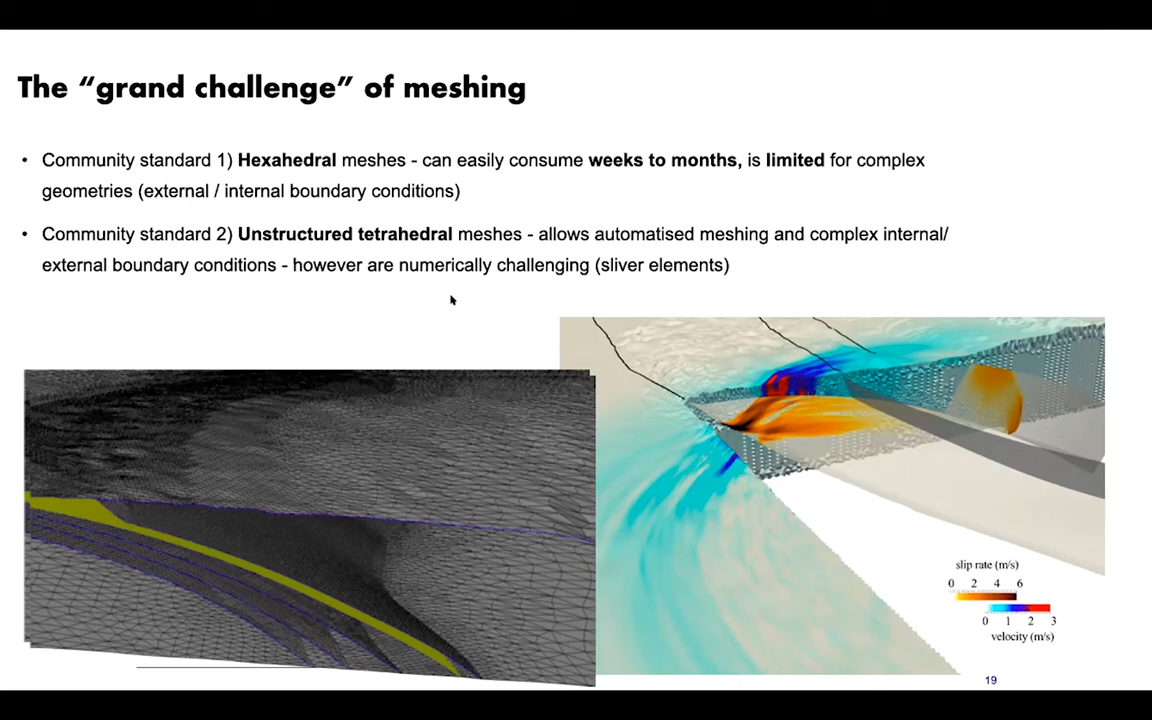 The “grand challenge” of meshing
• Community standard 1) Hexahedral meshes - can easily consume weeks to months, is limited for complex
geometries (external / internal boundary conditions)
• Community standard 2) Unstructured tetrahedral meshes - allows automatised meshing and complex internal/
external boundary conditions - however are numerically challenging (sliver elements)
slip rate (m/s)
0 2 4 6
0 1 2 3
velocity (m/s)
19